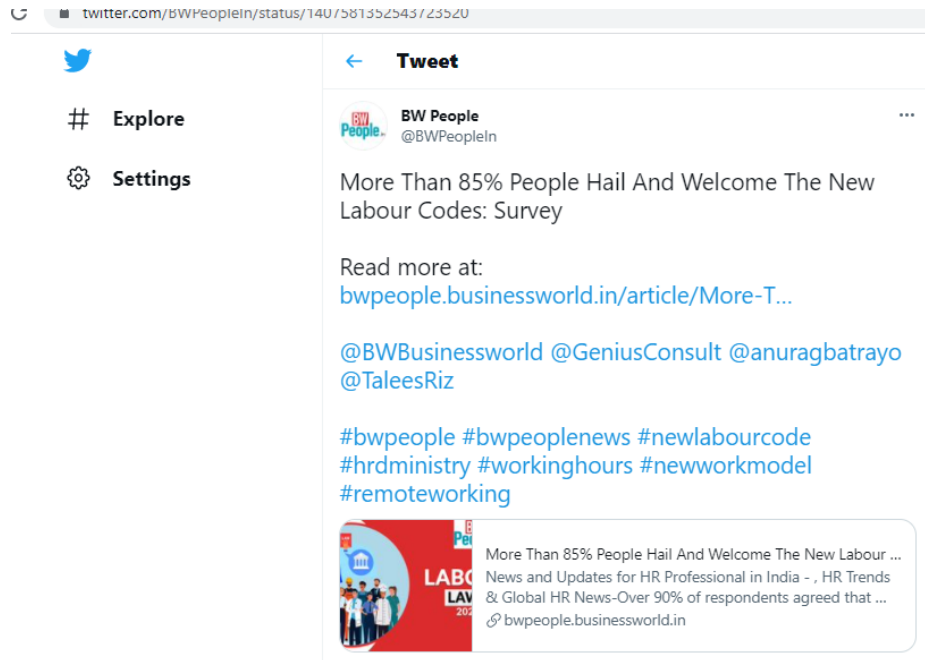 twitter.com/BWPeopleIn/status/1407581352543723520
Tweet
Explore
Settings
BW
People
BW People
@BWPeopleIn
More Than 85% People Hail And Welcome The New
Labour Codes: Survey
Read more at:
bwpeople.businessworld.in/article/More-T...
@BWBusinessworld @GeniusConsult @anuragbatrayo
@TaleesRiz
#bwpeople #bwpeoplenews #newlabourcode
#hrdministry #workinghours #newworkmodel
#remoteworking
More Than 85% People Hail And Welcome The New Labour ...
News and Updates for HR Professional in India - , HR Trends
& Global HR News-Over 90% of respondents agreed that ...
bwpeople.businessworld.in